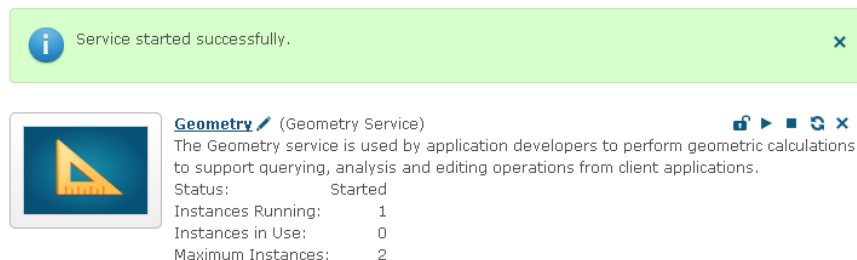 Service started successfully.
Geometry (Geometry Service)
The Geometry service is used by application developers to perform geometric calculations
to support querying, analysis and editing operations from client applications.
Status: Started
Instances Running: 1
Instances in Use: 0
Maximum Instances: 2